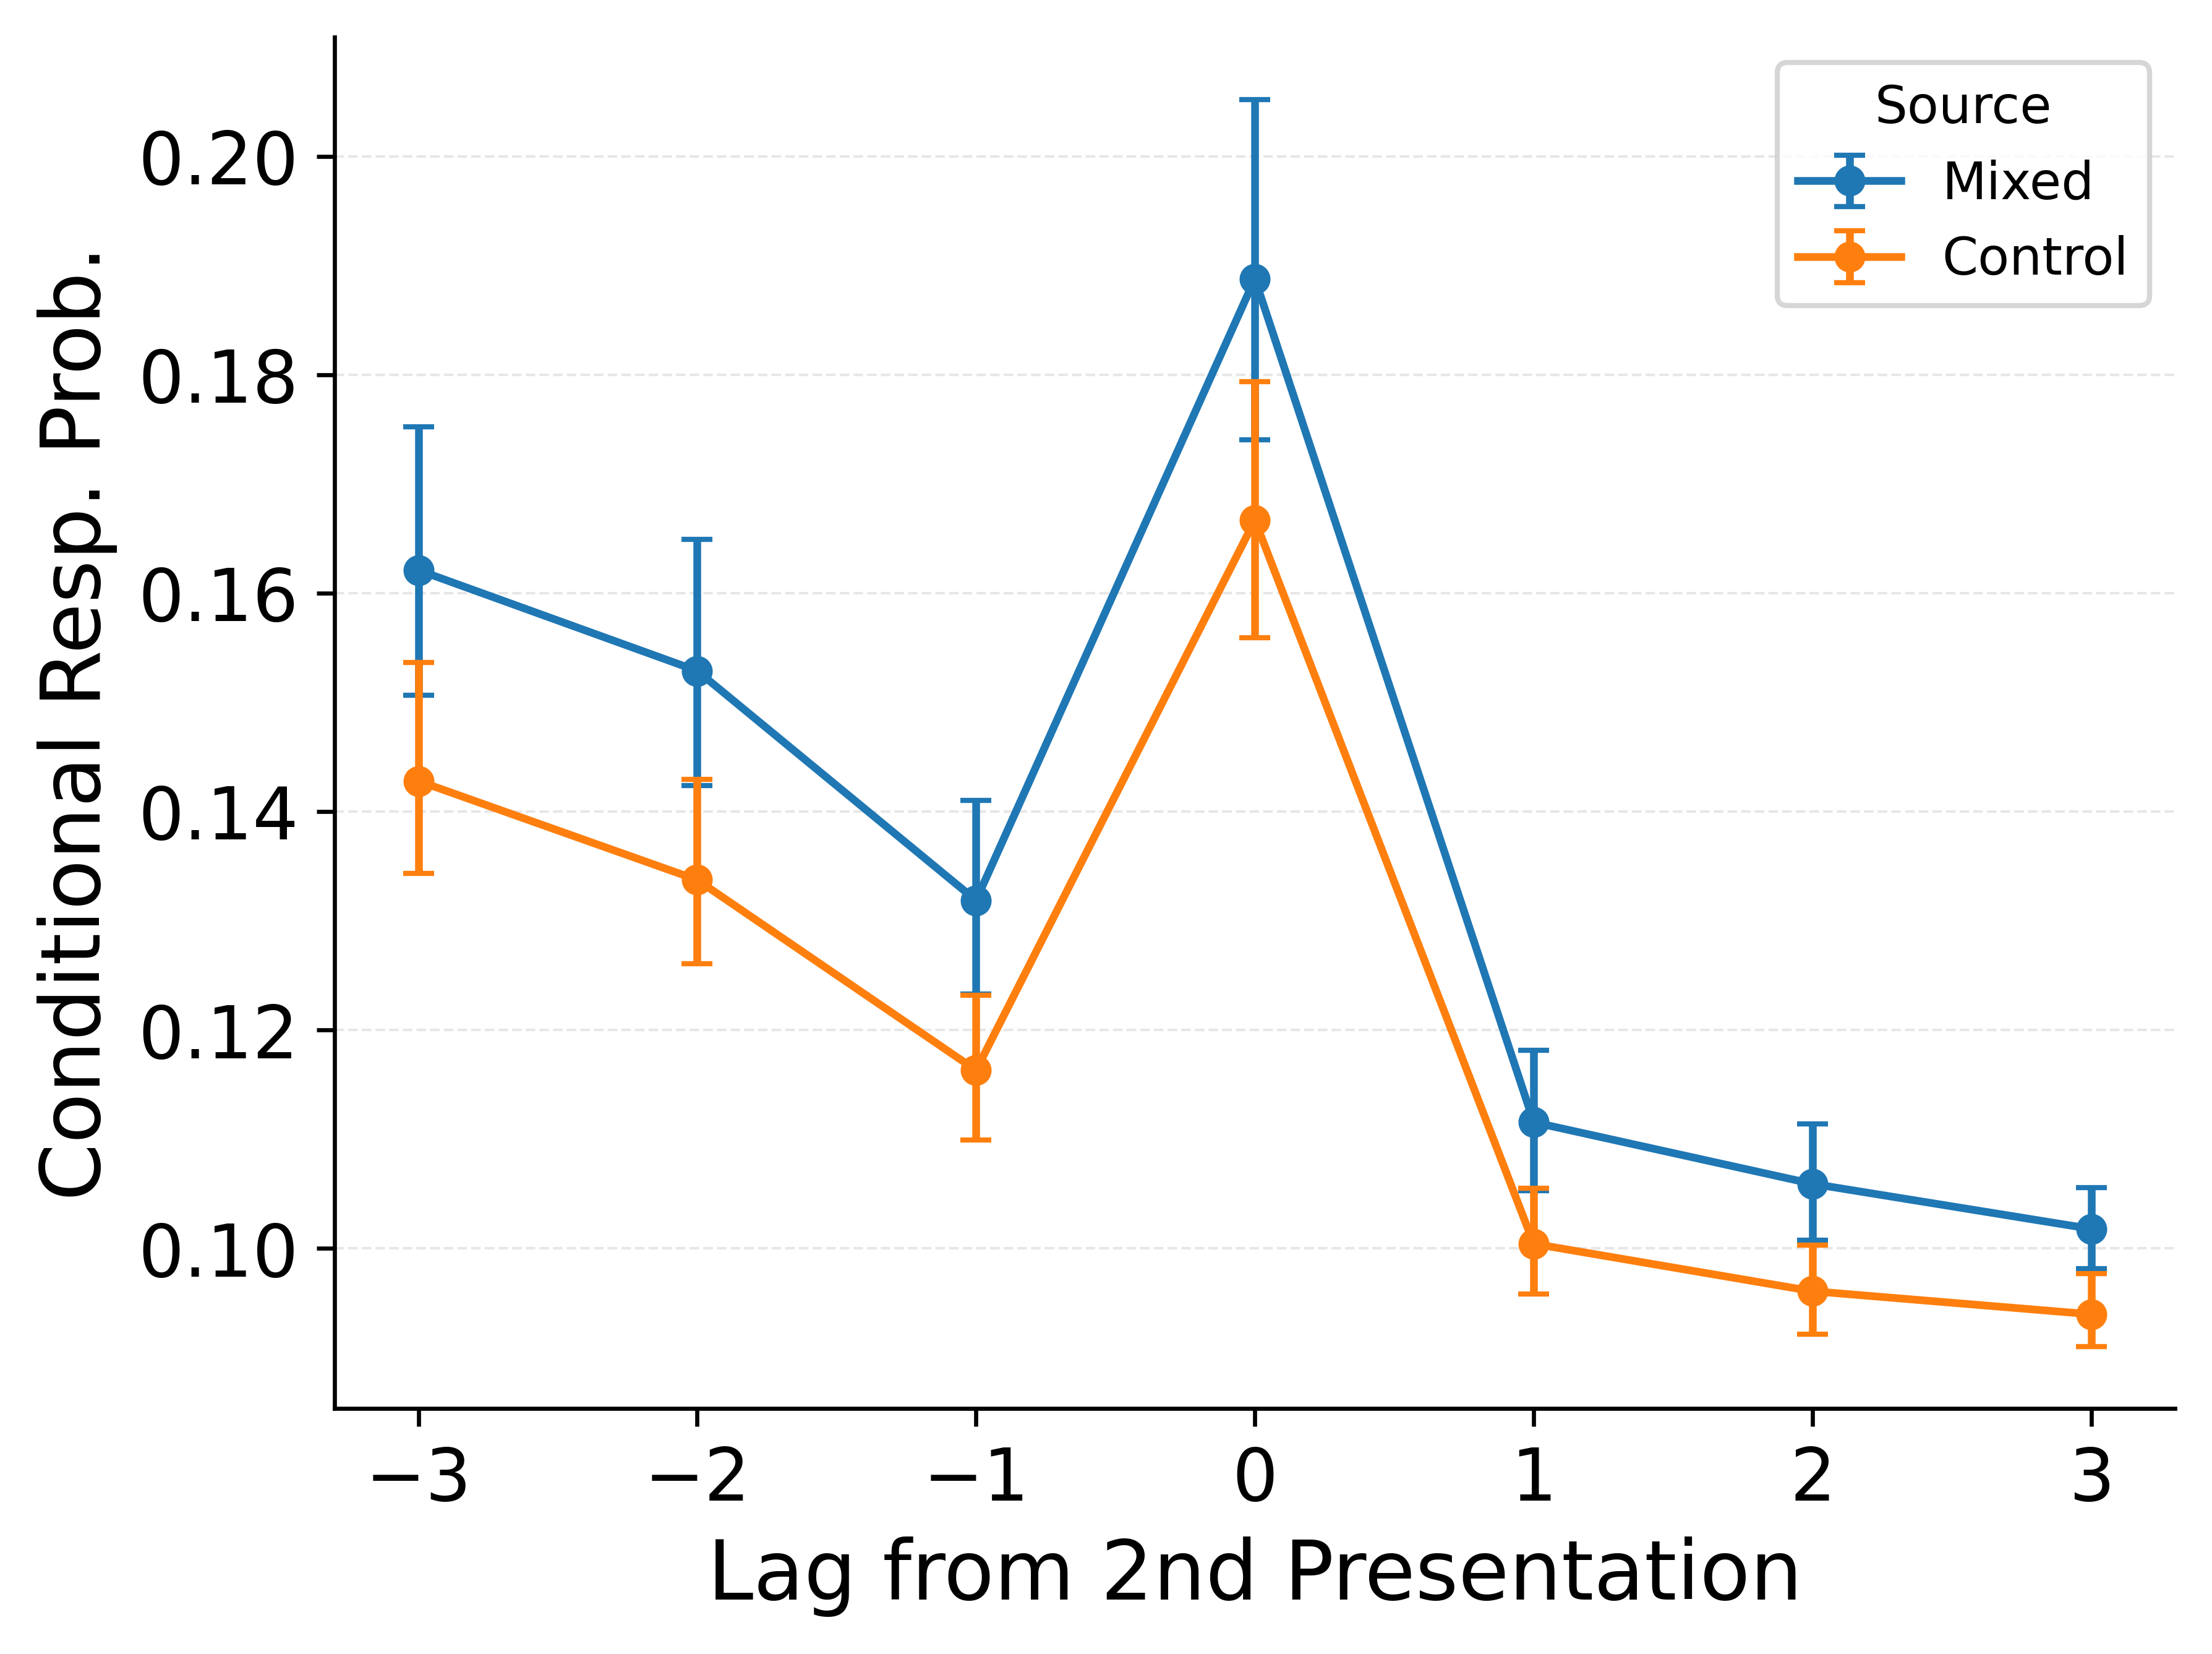 Source
Mixed
Control
Conditional Resp. Prob.
0.20
0.18
0.16
0.14
0.12
0.10
−3 −2 −1 0 1 2 3
Lag from 2nd Presentation